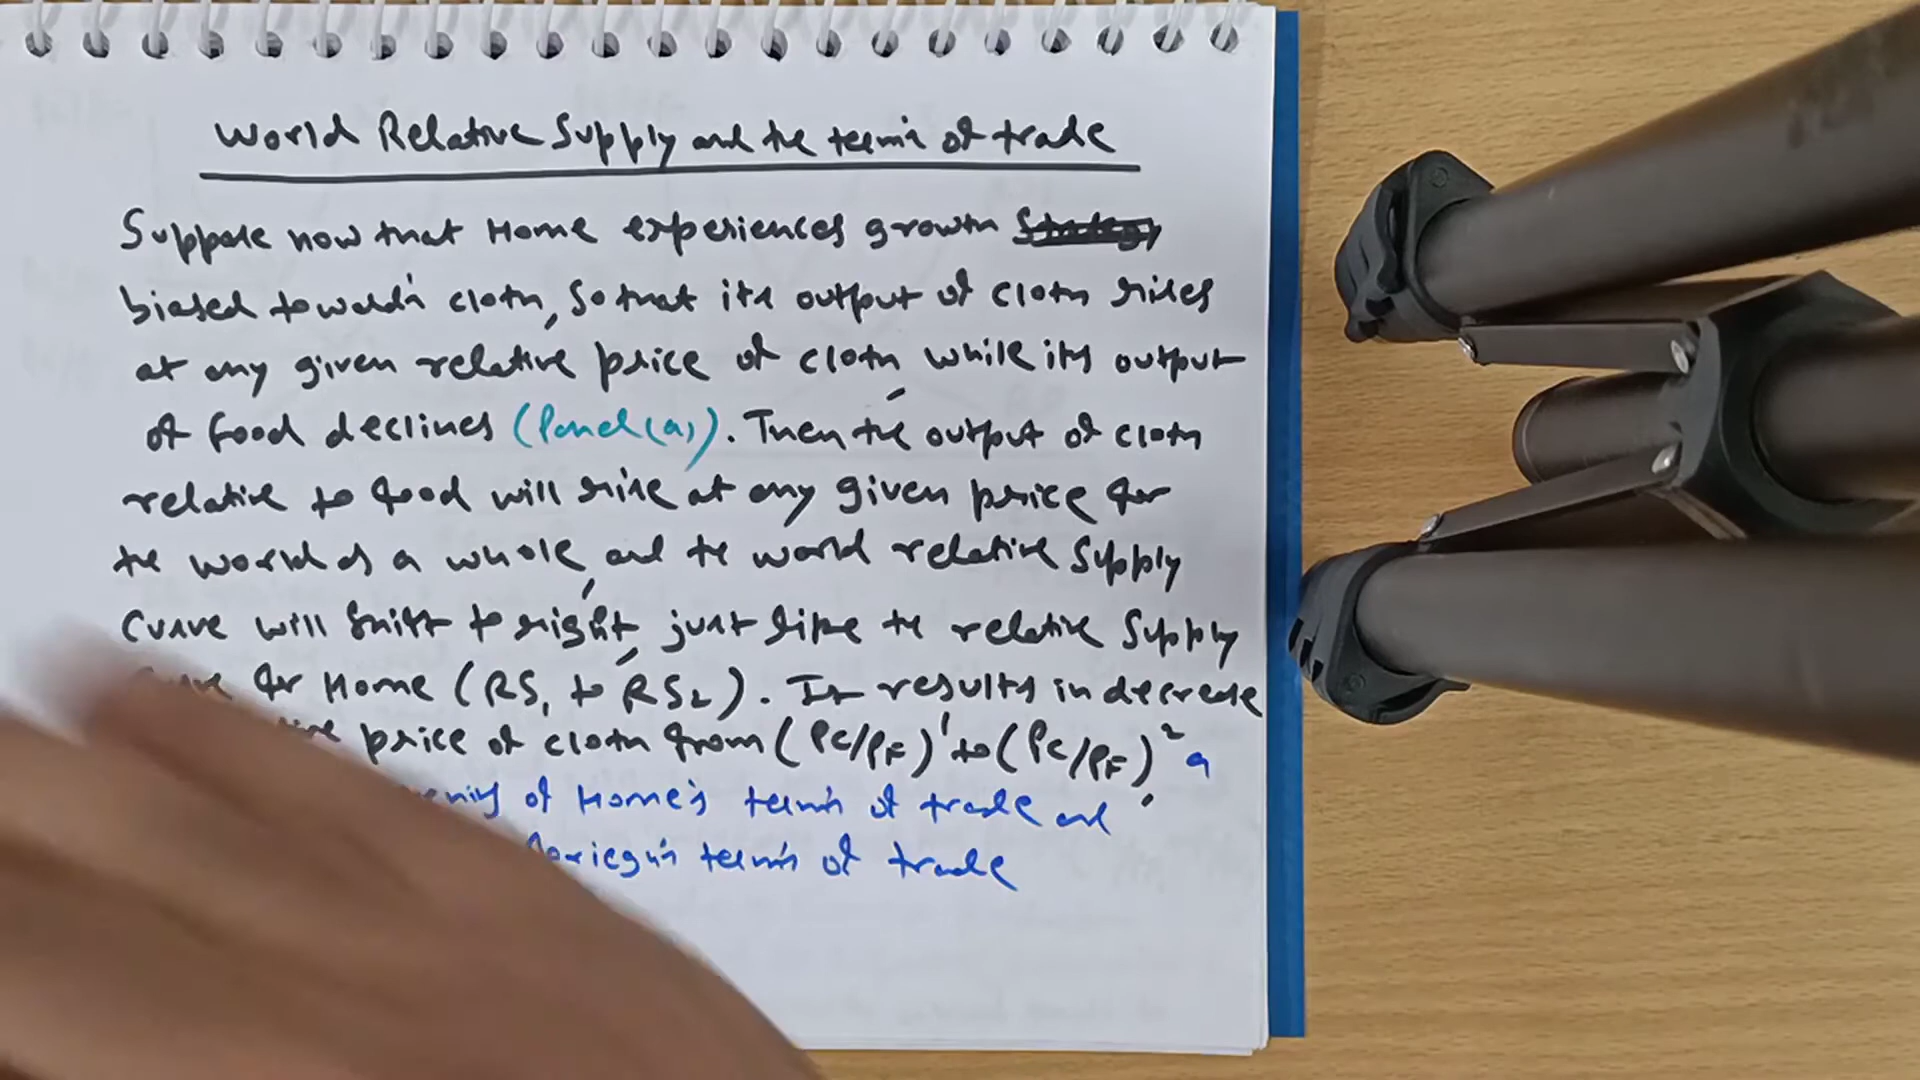 World Relative Supply and the terms of trade
Suppose now that Home experiences growth
biased towards cloth, so that its output of cloth rises
at any given relative price of cloth, while its output
of food declines (Panel (a)). Then the output of cloth
relative to food will rise at any given price for
the world as a whole, and the world relative supply
curve will shift to right, just like the relative supply
for Home (RS1 to RS2). It results in decrease
price of cloth from (PC/PF)¹ to (PC/PF)², a
of Home's terms of trade and
terms of trade